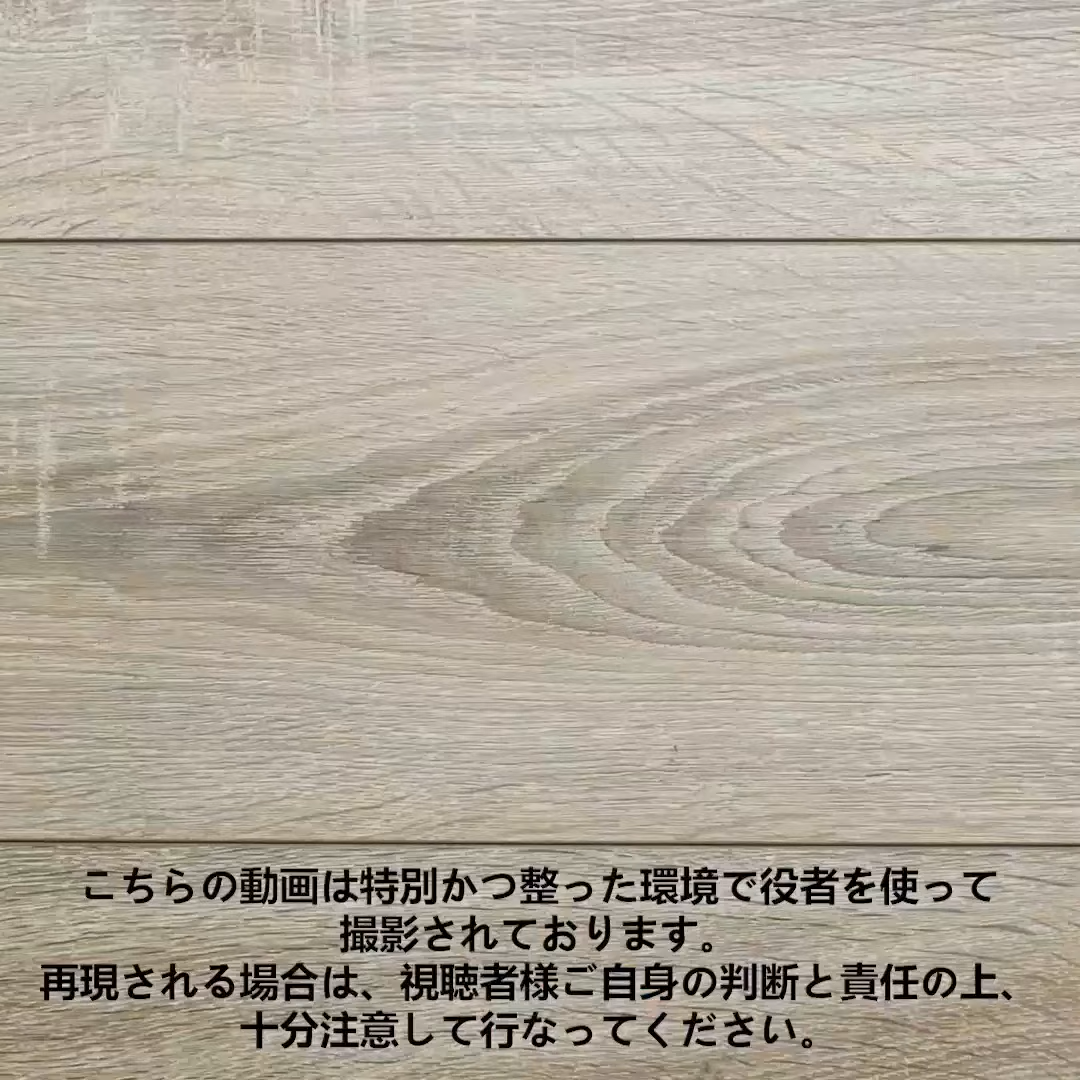 こちらの動画は特別かつ整った環境で役者を使って
撮影されております。
再現される場合は、視聴者様ご自身の判断と責任の上、
十分注意して行なってください。